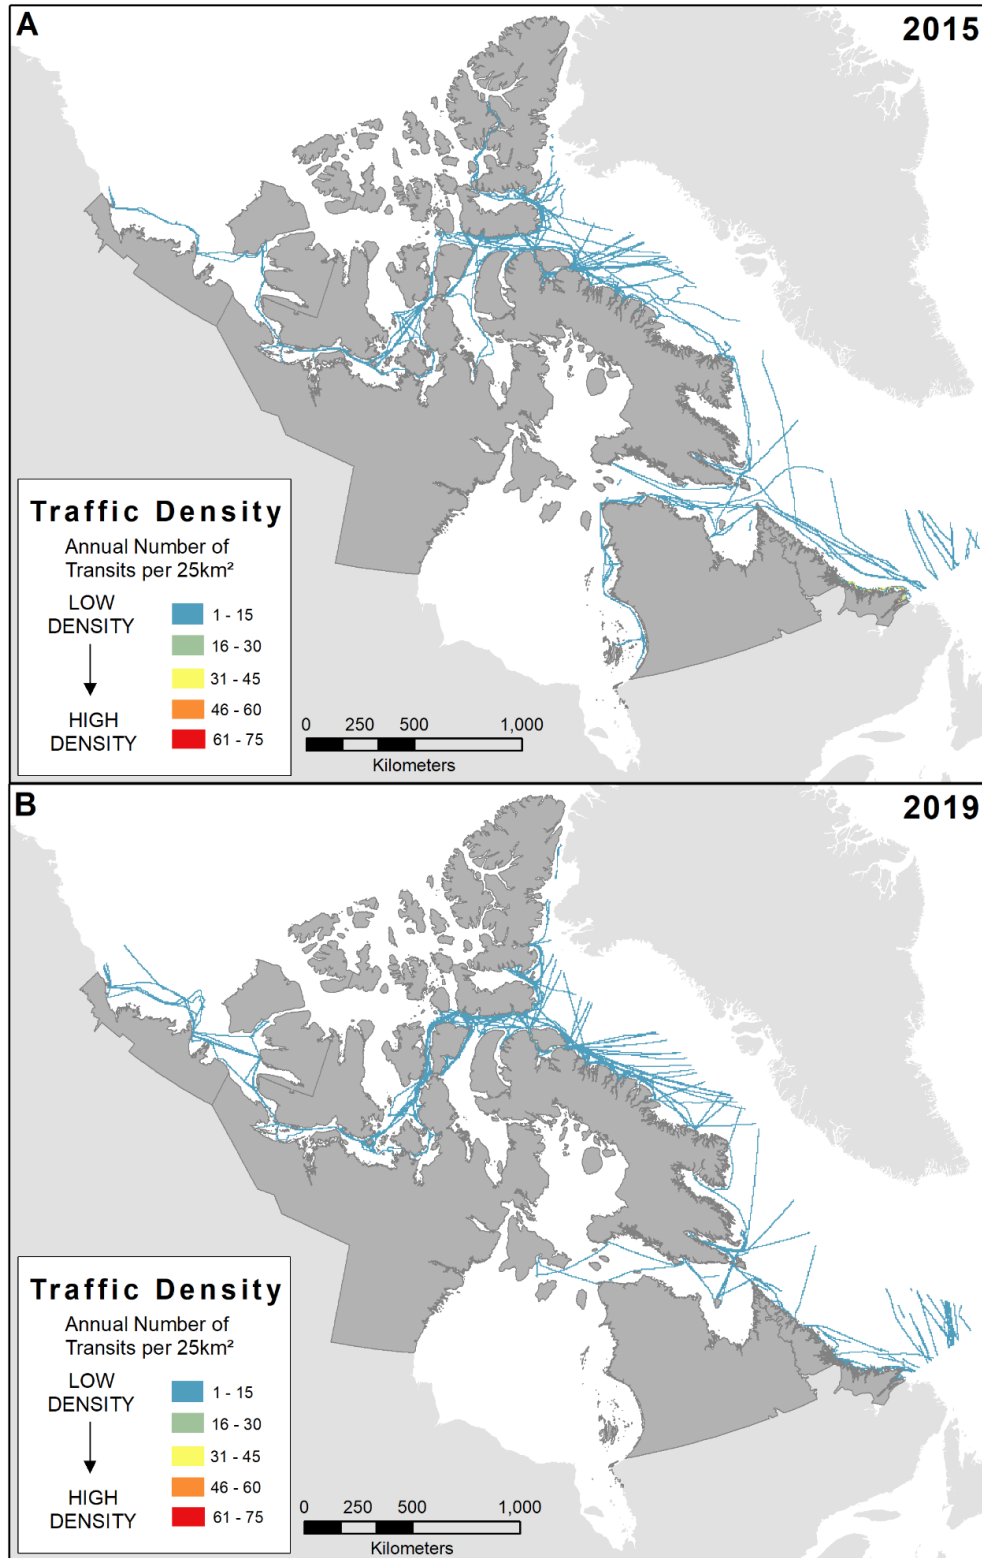 A
2015
Traffic Density
Annual Number of
Transits per 25km²
LOW
DENSITY
HIGH
DENSITY
1 - 15
16 - 30
31 - 45
46 - 60
61 - 75
0 250 500 1,000
Kilometers
B
2019
Traffic Density
Annual Number of
Transits per 25km²
LOW
DENSITY
HIGH
DENSITY
1 - 15
16 - 30
31 - 45
46 - 60
61 - 75
0 250 500 1,000
Kilometers